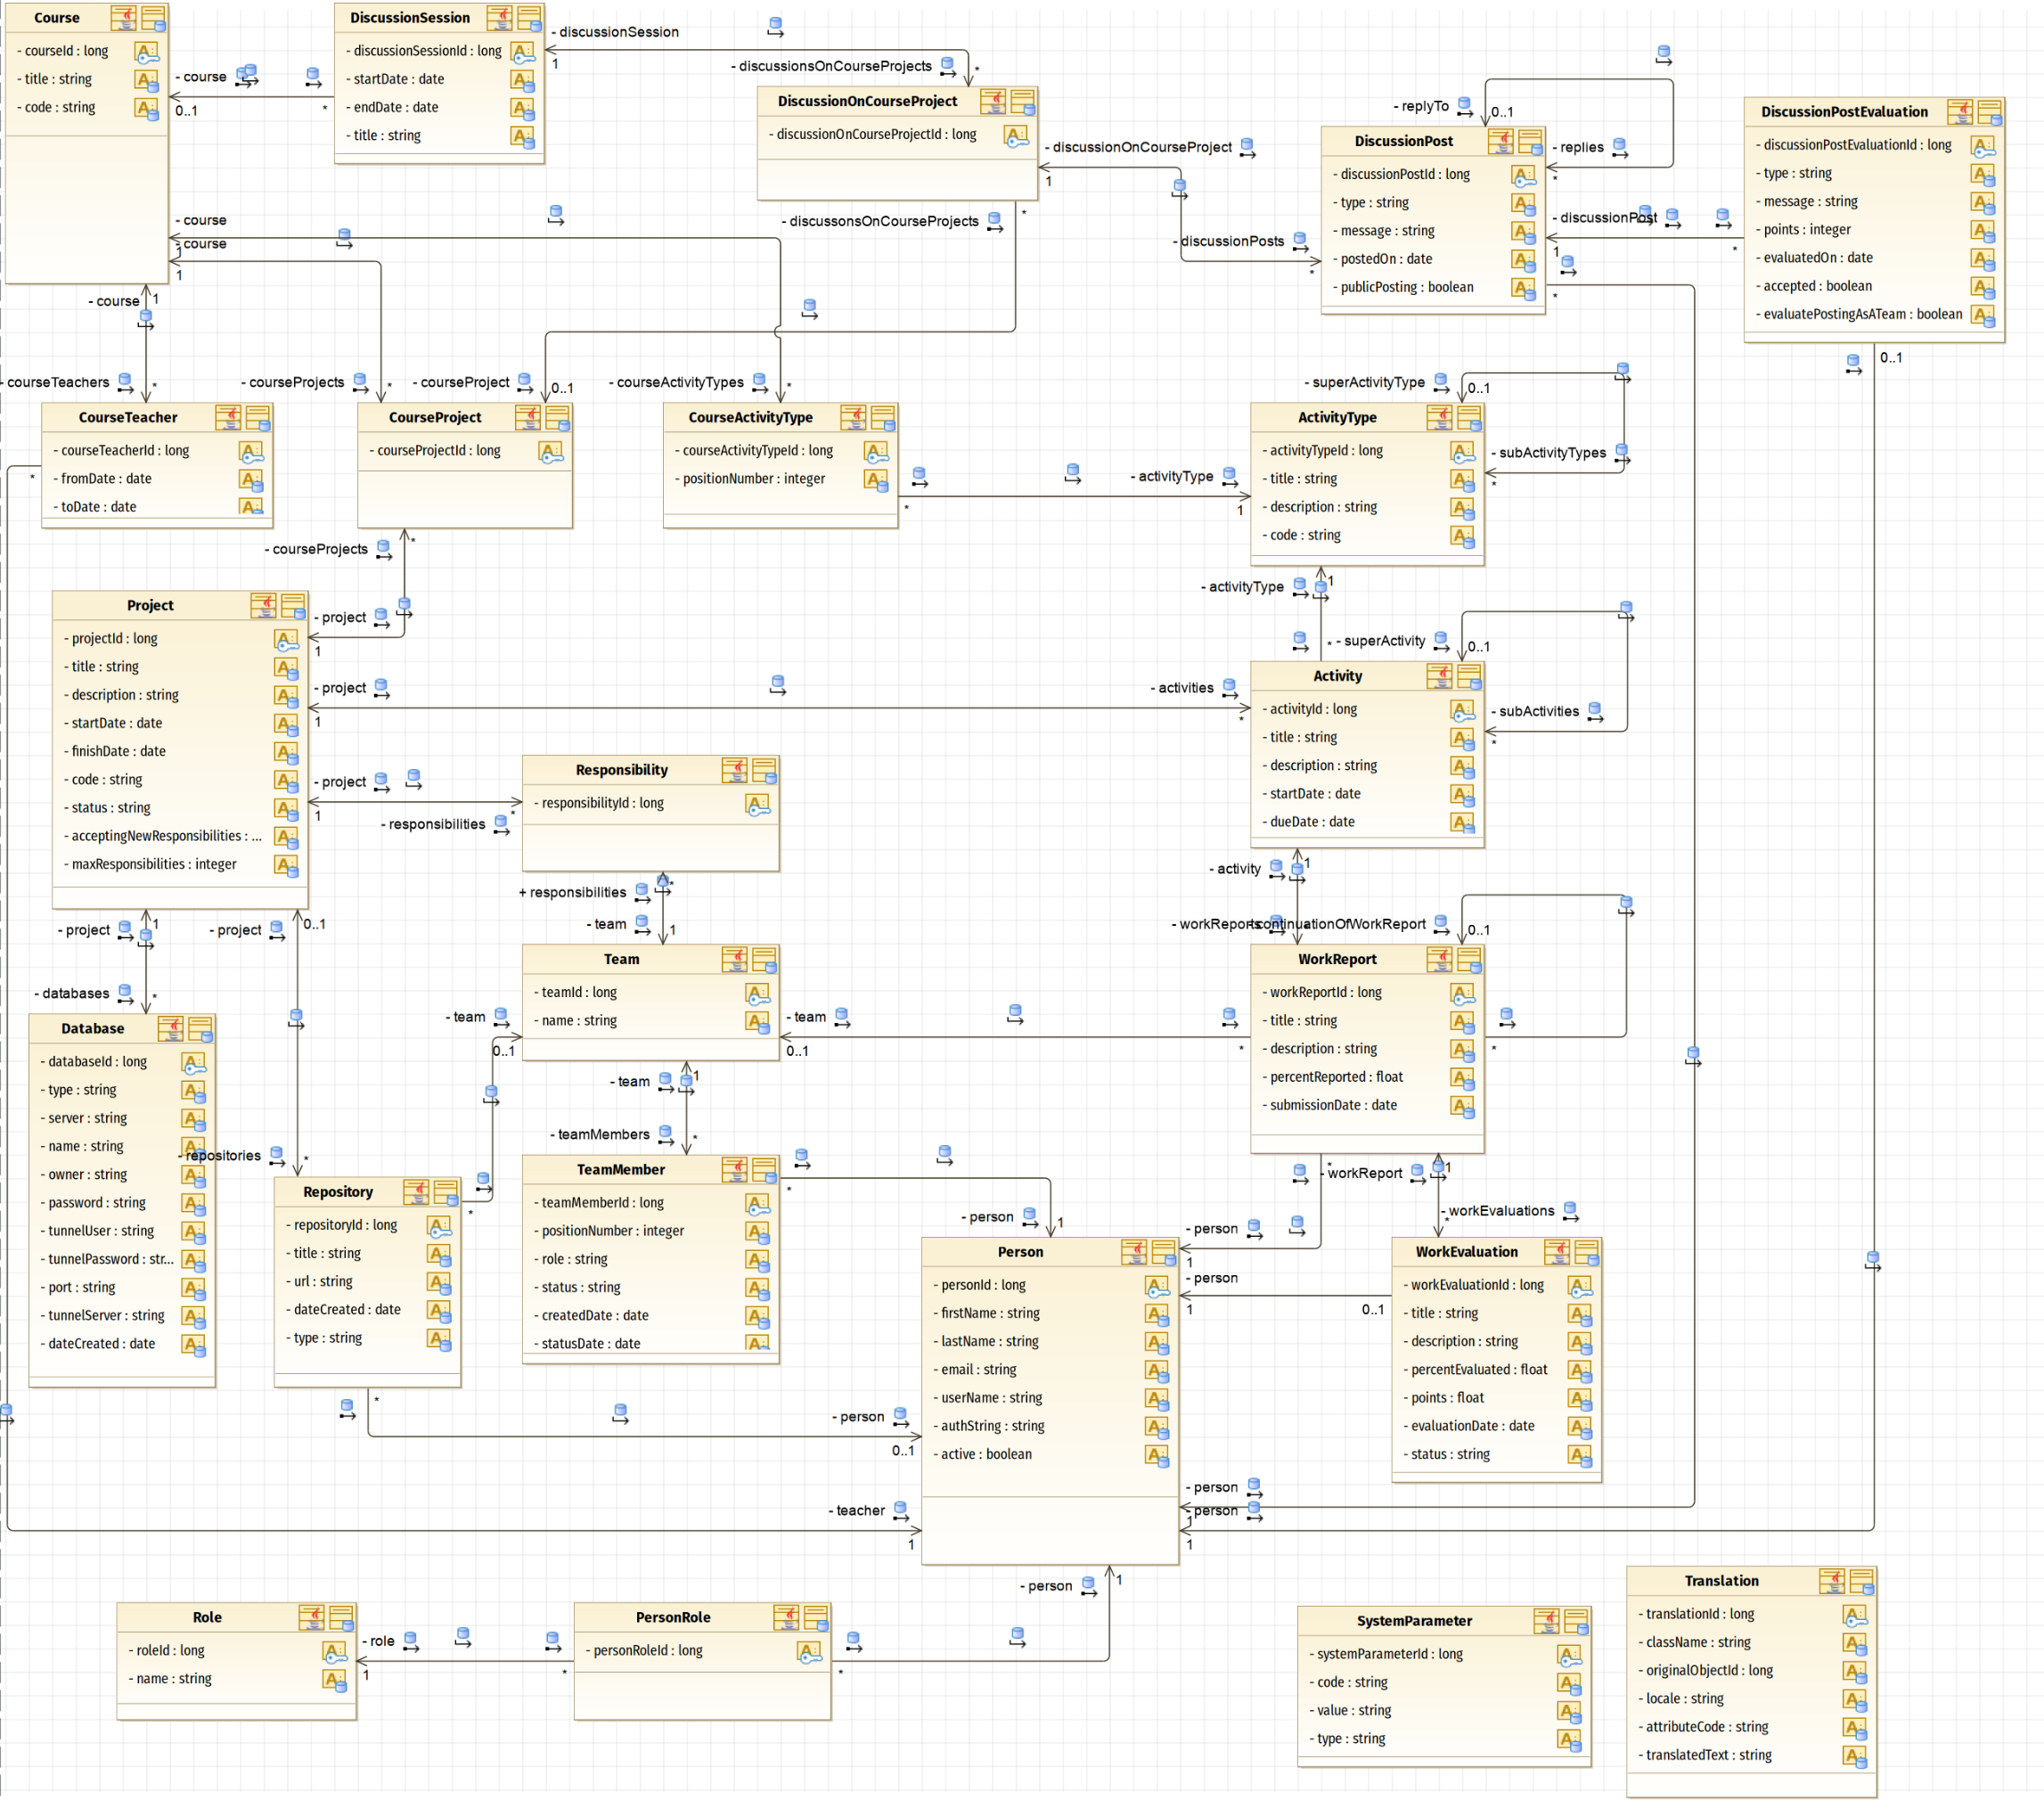 Course
- courseId : long
- title : string
- code : string
DiscussionSession
- discussionSessionId : long
- startDate : date
- endDate : date
- title : string
- course
0..1
*
- discussionSession
1
- discussionsOnCourseProjects
*
DiscussionOnCourseProject
- discussionOnCourseProjectId : long
- discussionOnCourseProject
1
- discussionPosts
*
- discussonsOnCourseProjects
*
- replyTo
0..1
- replies
*
DiscussionPost
- discussionPostId : long
- type : string
- message : string
- postedOn : date
- publicPosting : boolean
- discussionPost
1
*
*
DiscussionPostEvaluation
- discussionPostEvaluationId : long
- type : string
- message : string
- points : integer
- evaluatedOn : date
- accepted : boolean
- evaluatePostingAsATeam : boolean
0..1
- course
1
- course
1
- course
1
courseTeachers
*
- courseProjects
*
- courseProject
0..1
- courseActivityTypes
*
CourseTeacher
- courseTeacherId : long
- fromDate : date
- toDate : date
*
CourseProject
- courseProjectId : long
CourseActivityType
- courseActivityTypeId : long
- positionNumber : integer
*
- activityType
1
- superActivityType
0..1
ActivityType
- activityTypeId : long
- title : string
- description : string
- code : string
- subActivityTypes
*
- courseProjects
*
- project
1
- activityType
1
*
- superActivity
0..1
Project
- projectId : long
- title : string
- description : string
- startDate : date
- finishDate : date
- code : string
- status : string
- acceptingNewResponsibilities : ...
- maxResponsibilities : integer
- project
1
- activities
*
Activity
- activityId : long
- title : string
- description : string
- startDate : date
- dueDate : date
- subActivities
*
- project
1
- responsibilities
*
Responsibility
- responsibilityId : long
+ responsibilities
*
- team
1
- activity
1
- workReports
- continuationOfWorkReport
0..1
- project
1
- project
0..1
- databases
*
Database
- databaseId : long
- type : string
- server : string
- name : string
- owner : string
- password : string
- tunnelUser : string
- tunnelPassword : str...
- port : string
- tunnelServer : string
- dateCreated : date
- repositories
*
Team
- teamId : long
- name : string
- team
0..1
- team
0..1
*
WorkReport
- workReportId : long
- title : string
- description : string
- percentReported : float
- submissionDate : date
*
- team
1
- teamMembers
*
Repository
- repositoryId : long
- title : string
- url : string
- dateCreated : date
- type : string
*
*
TeamMember
- teamMemberId : long
- positionNumber : integer
- role : string
- status : string
- createdDate : date
- statusDate : date
*
- person
1
*
- workReport
1
- workEvaluations
*
- person
1
- person
1
0..1
Person
- personId : long
- firstName : string
- lastName : string
- email : string
- userName : string
- authString : string
- active : boolean
WorkEvaluation
- workEvaluationId : long
- title : string
- description : string
- percentEvaluated : float
- points : float
- evaluationDate : date
- status : string
- person
0..1
- teacher
1
- person
1
- person
1
- person
1
Role
- roleId : long
- name : string
- role
1
PersonRole
- personRoleId : long
*
*
SystemParameter
- systemParameterId : long
- code : string
- value : string
- type : string
Translation
- translationId : long
- className : string
- originalObjectId : long
- locale : string
- attributeCode : string
- translatedText : string